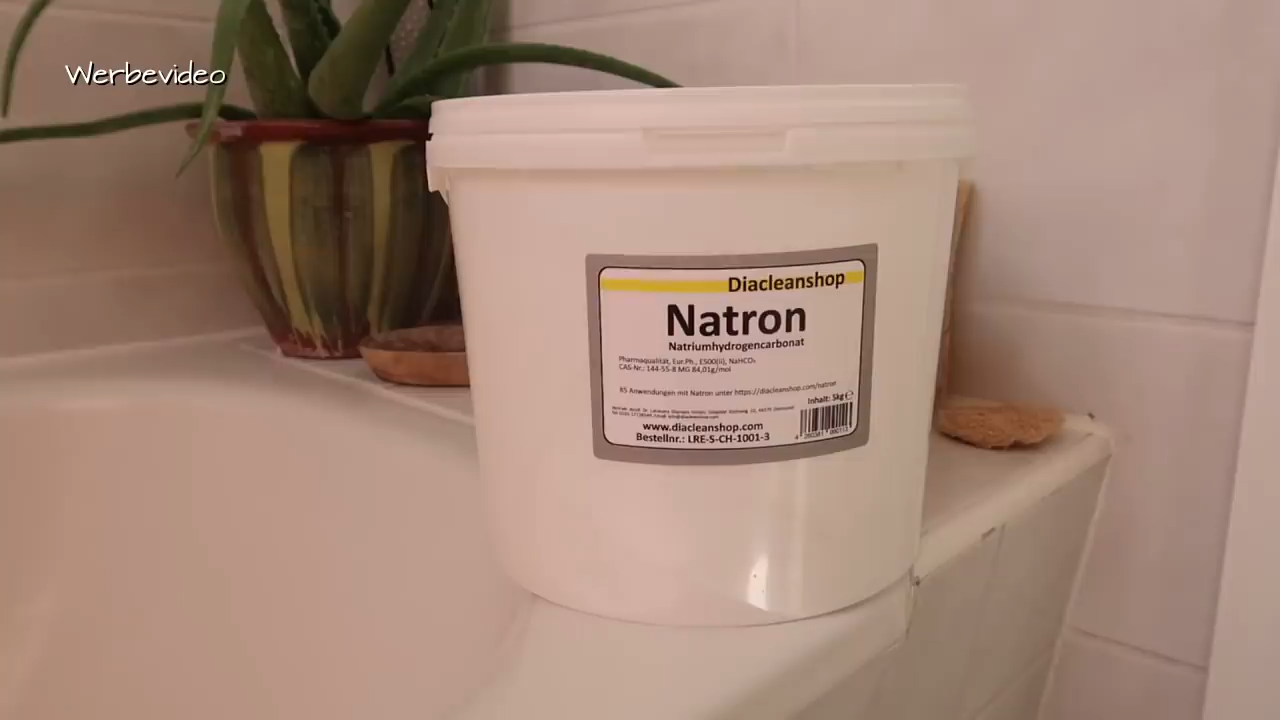 Werbevideo
Diacleanshop
Natron
Natriumhydrogencarbonat
Pharmaqualität, Eur.Ph., E500(ii), NaHCO₃
CAS-Nr.: 144-55-8 MG 84,01g/mol
85 Anwendungen mit Natron unter https://diacleanshop.com/natron
Inhalt: 5kg ℮
www.diacleanshop.com
Bestellnr.: LRE-S-CH-1001-3